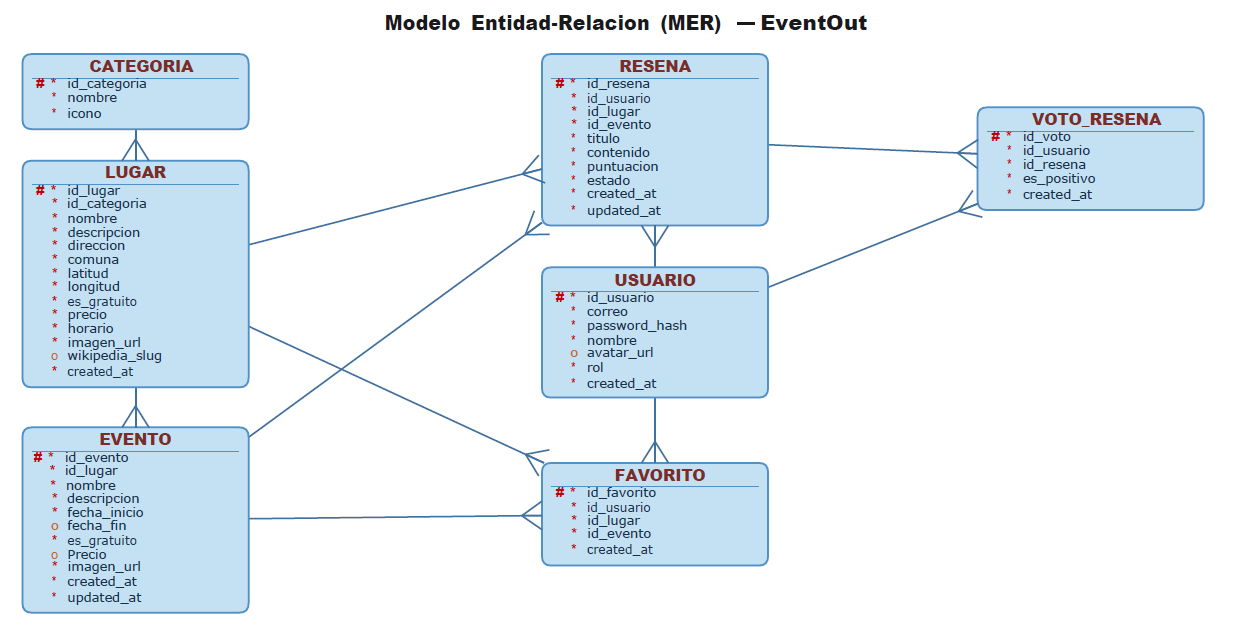 Modelo Entidad-Relacion (MER) — EventOut
CATEGORIA
# * id_categoria
* nombre
* icono
LUGAR
# * id_lugar
* id_categoria
* nombre
* descripcion
* direccion
* comuna
* latitud
* longitud
* es_gratuito
* precio
* horario
* imagen_url
o wikipedia_slug
* created_at
EVENTO
# * id_evento
* id_lugar
* nombre
* descripcion
* fecha_inicio
o fecha_fin
* es_gratuito
o Precio
* imagen_url
* created_at
* updated_at
RESENA
# * id_resena
* id_usuario
* id_lugar
* id_evento
* titulo
* contenido
* puntuacion
* estado
* created_at
* updated_at
USUARIO
# * id_usuario
* correo
* password_hash
* nombre
o avatar_url
* rol
* created_at
FAVORITO
# * id_favorito
* id_usuario
* id_lugar
* id_evento
* created_at
VOTO_RESENA
# * id_voto
* id_usuario
* id_resena
* es_positivo
* created_at